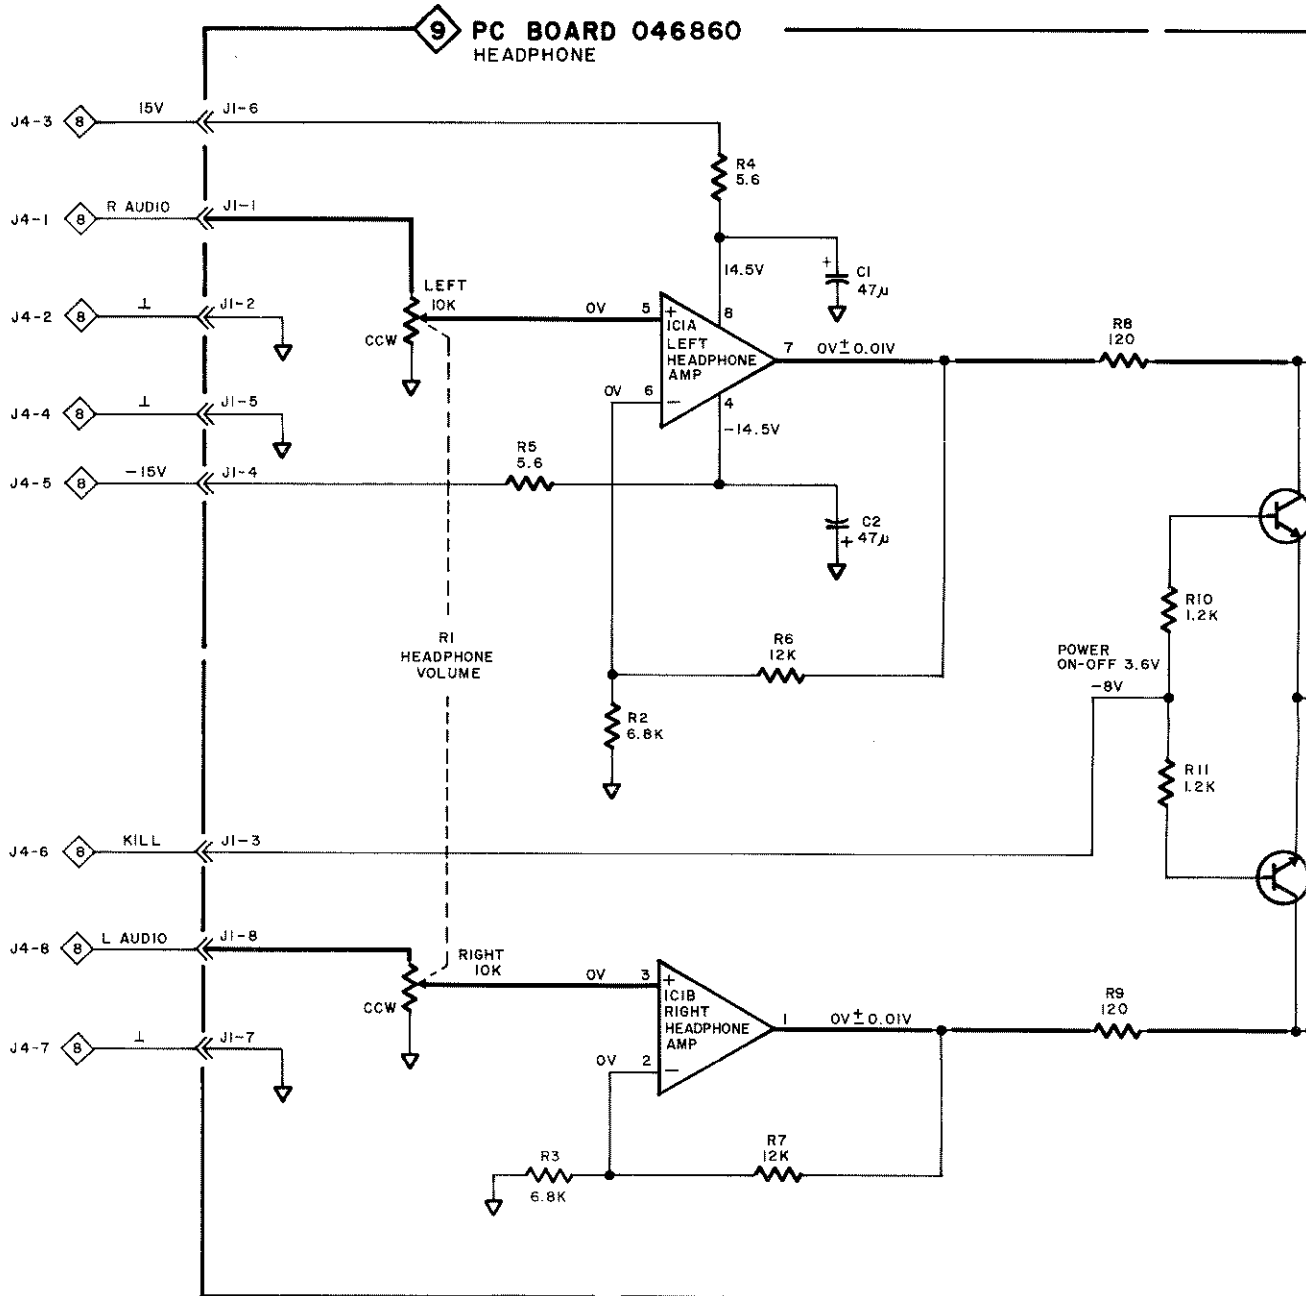 9 PC BOARD 046860
HEADPHONE
J4-3 8 15V J1-6
R4
5.6
J4-1 8 R AUDIO J1-1
14.5V
+ C1
47µ
LEFT
10K
CCW
J4-2 8 ⊥ J1-2
0V 5 + 8
IC1A
LEFT
HEADPHONE
AMP
7 0V±0.01V
R8
120
0V 6 − 4
-14.5V
J4-4 8 ⊥ J1-5
R5
5.6
J4-5 8 -15V J1-4
C2
+ 47µ
R10
1.2K
R1
HEADPHONE
VOLUME
R6
12K
POWER
ON-OFF 3.6V
-8V
R2
6.8K
R11
1.2K
J4-6 8 KILL J1-3
J4-8 8 L AUDIO J1-8
RIGHT
10K
CCW
0V 3 +
IC1B
RIGHT
HEADPHONE
AMP
1 0V±0.01V
R9
120
J4-7 8 ⊥ J1-7
0V 2 −
R7
12K
R3
6.8K